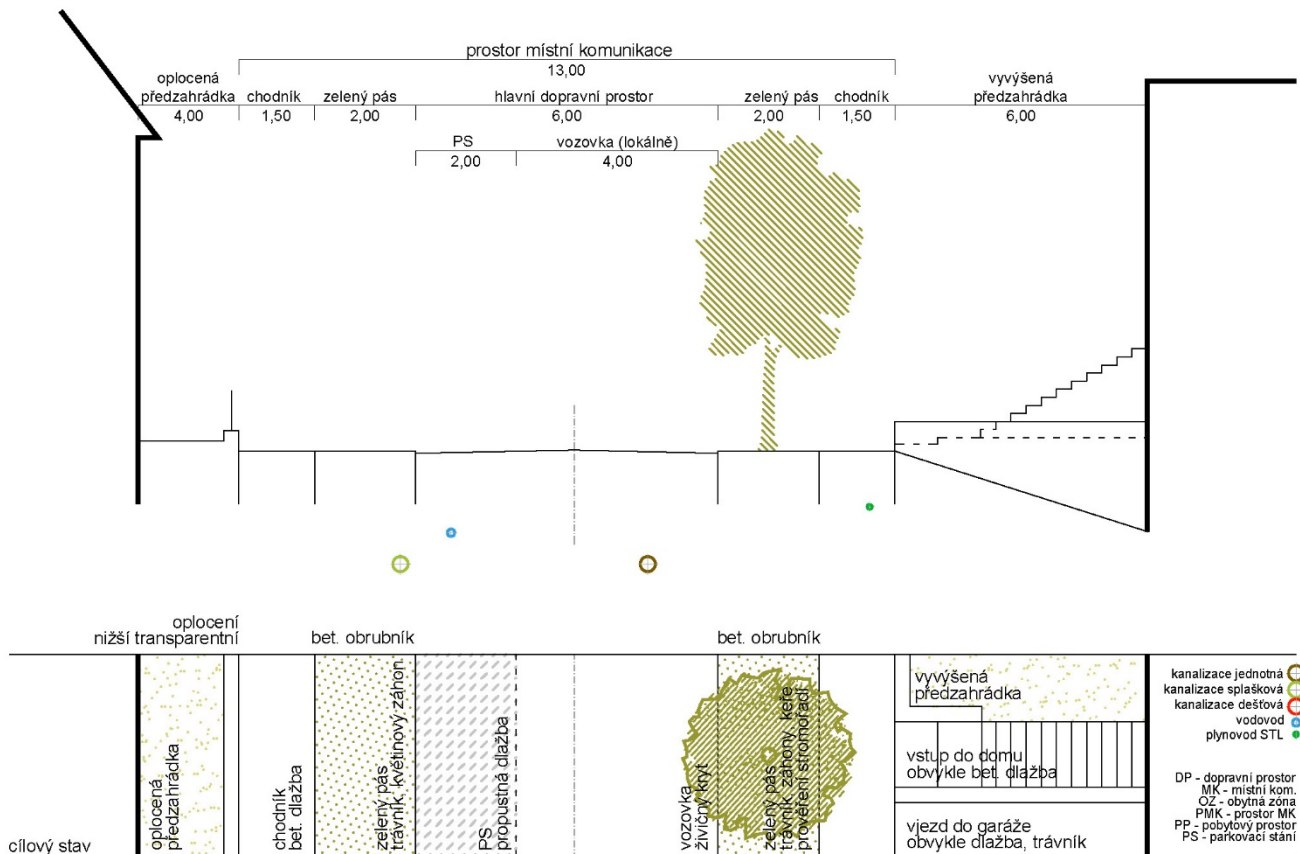 prostor místní komunikace
13,00
oplocená
předzahrádka
4,00
chodník
1,50
zelený pás
2,00
hlavní dopravní prostor
6,00
zelený pás
2,00
chodník
1,50
vyvýšená
předzahrádka
6,00
PS
2,00
vozovka (lokálně)
4,00
oplocení
nižší transparentní
bet. obrubník
bet. obrubník
oplocená
předzahrádka
chodník
bet. dlažba
zelený pás
trávník, květinový záhon
PS
propustná dlažba
vozovka
živičný kryt
zelený pás
trávník, záhony, keře
prověření stromořadí
vyvýšená
předzahrádka
vstup do domu
obvykle bet. dlažba
vjezd do garáže
obvykle dlažba, trávník
kanalizace jednotná
kanalizace splašková
kanalizace dešťová
vodovod
plynovod STL
DP - dopravní prostor
MK - místní kom.
OZ - obytná zóna
PMK - prostor MK
PP - pobytový prostor
PS - parkovací stání
cílový stav